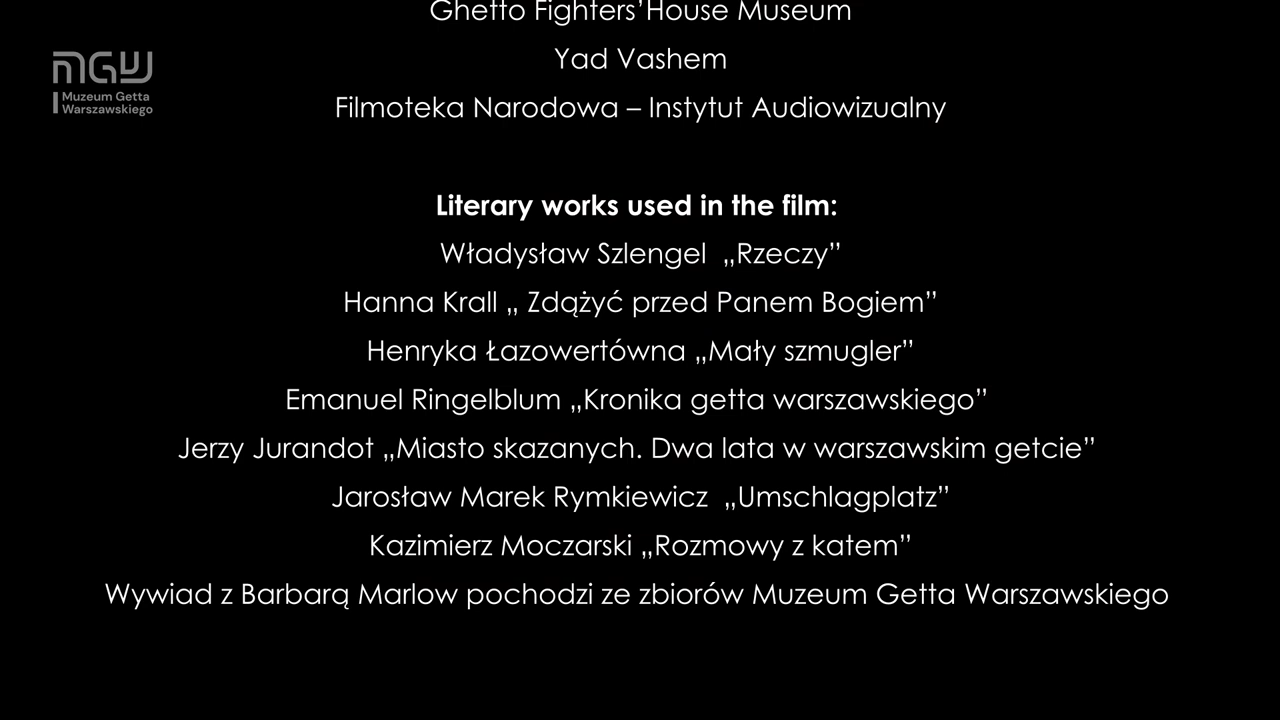 Ghetto Fighters’House Museum
Yad Vashem
Filmoteka Narodowa – Instytut Audiowizualny
MGW
Muzeum Getta
Warszawskiego
Literary works used in the film:
Władysław Szlengel „Rzeczy”
Hanna Krall „ Zdążyć przed Panem Bogiem”
Henryka Łazowertówna „Mały szmugler”
Emanuel Ringelblum „Kronika getta warszawskiego”
Jerzy Jurandot „Miasto skazanych. Dwa lata w warszawskim getcie”
Jarosław Marek Rymkiewicz „Umschlagplatz”
Kazimierz Moczarski „Rozmowy z katem”
Wywiad z Barbarą Marlow pochodzi ze zbiorów Muzeum Getta Warszawskiego